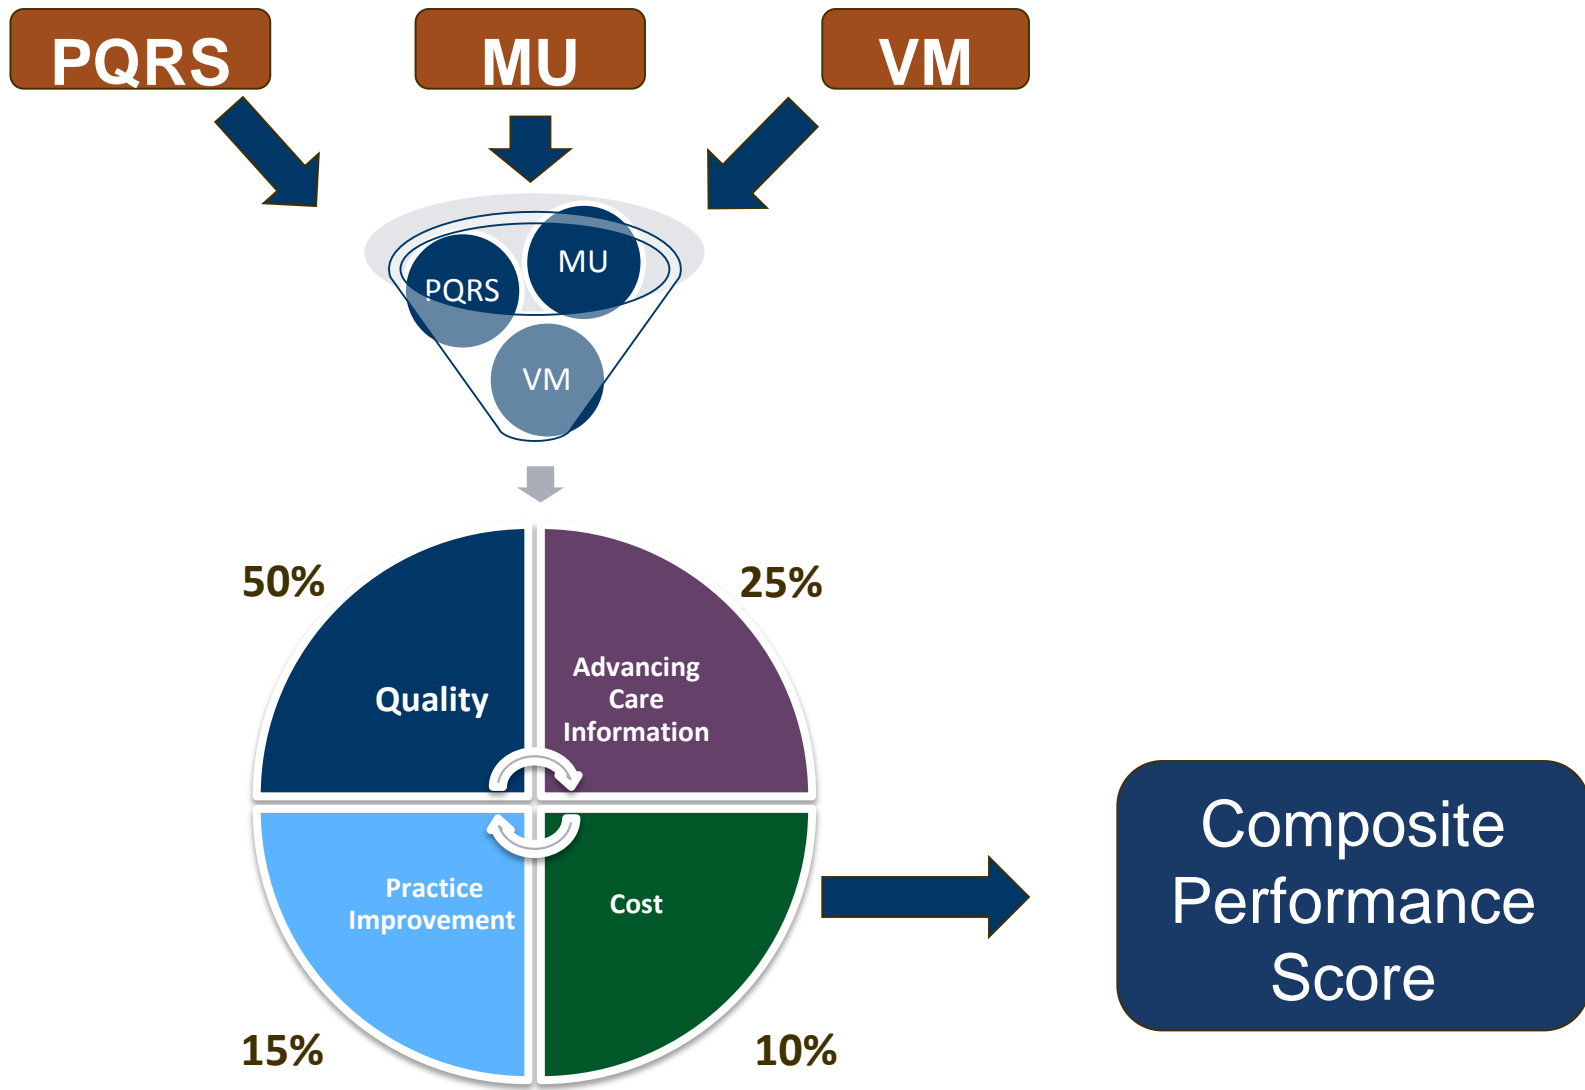 PQRS
MU
VM
MU
PQRS
VM
50%
25%
Quality
Advancing
Care
Information
Practice
Improvement
Cost
15%
10%
Composite
Performance
Score